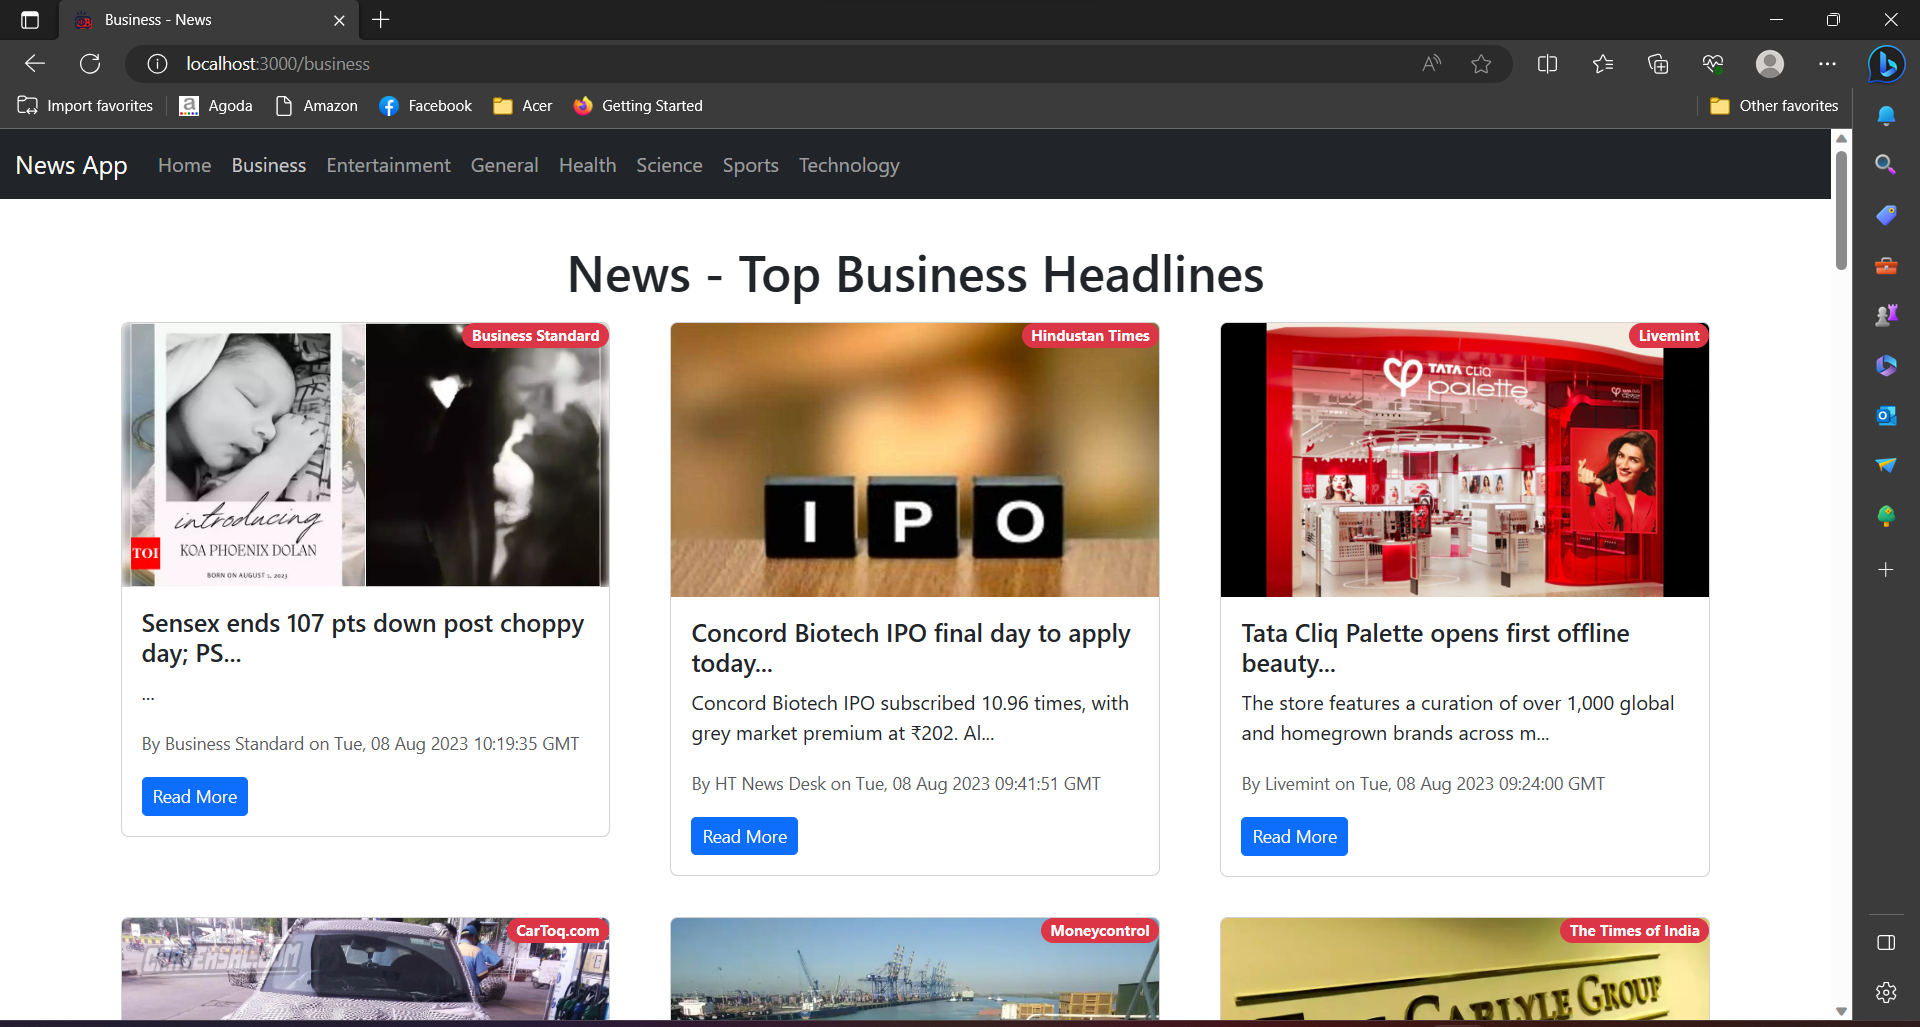 Business - News
localhost:3000/business
Import favorites
Agoda
Amazon
Facebook
Acer
Getting Started
Other favorites
News App
Home
Business
Entertainment
General
Health
Science
Sports
Technology
News - Top Business Headlines
Business Standard
introducing
KOA PHOENIX DOLAN
TOI
Sensex ends 107 pts down post choppy
day; PS...
...
By Business Standard on Tue, 08 Aug 2023 10:19:35 GMT
Read More
Hindustan Times
I P O
Concord Biotech IPO final day to apply
today...
Concord Biotech IPO subscribed 10.96 times, with
grey market premium at ₹202. Al...
By HT News Desk on Tue, 08 Aug 2023 09:41:51 GMT
Read More
Livemint
TATA CLiQ
palette
Tata Cliq Palette opens first offline
beauty...
The store features a curation of over 1,000 global
and homegrown brands across m...
By Livemint on Tue, 08 Aug 2023 09:24:00 GMT
Read More
CarToq.com
Moneycontrol
The Times of India
CARLYLE GROUP